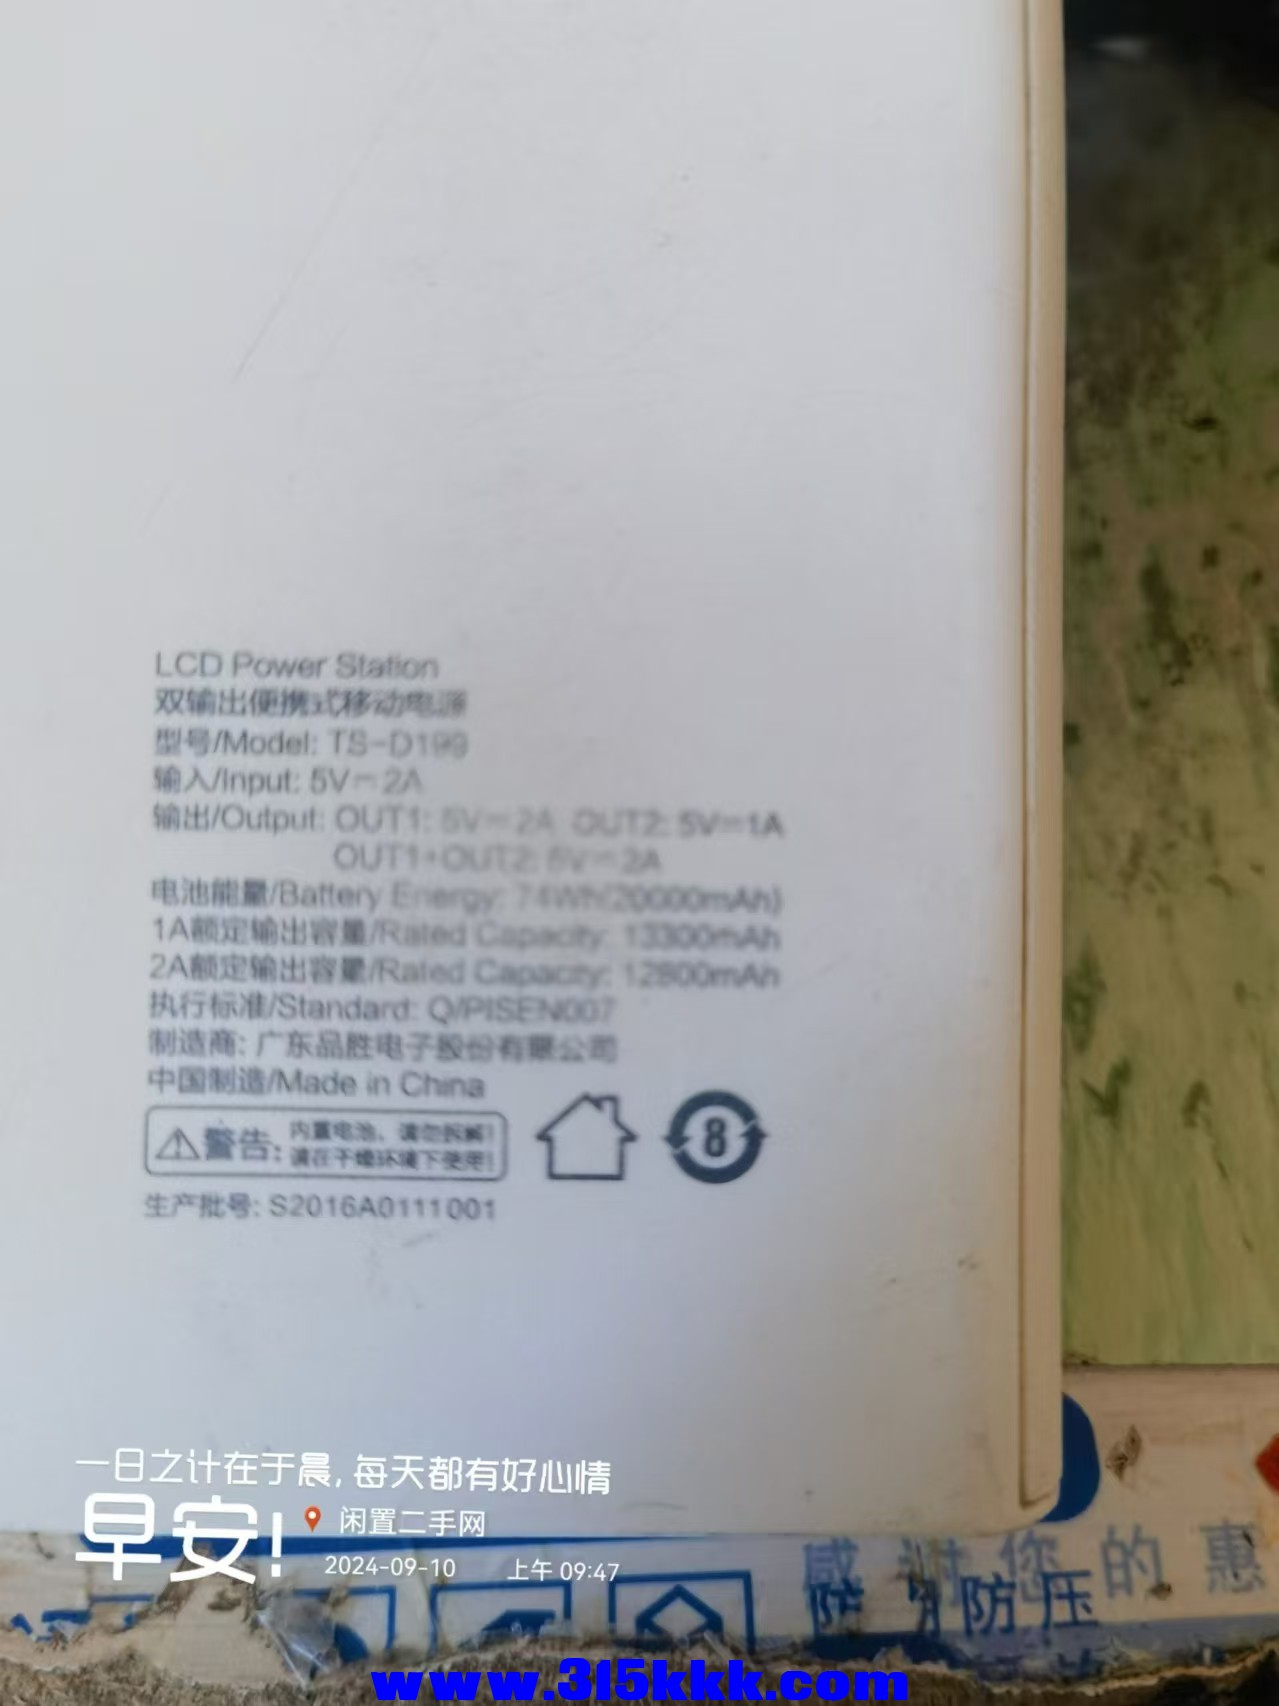 LCD Power Station
双输出便携式移动电源
型号/Model: TS-D199
输入/Input: 5V⎓2A
输出/Output: OUT1: 5V⎓2A OUT2: 5V⎓1A
OUT1+OUT2: 5V⎓2A
电池能量/Battery Energy: 74Wh(20000mAh)
1A额定输出容量/Rated Capacity: 13300mAh
2A额定输出容量/Rated Capacity: 12800mAh
执行标准/Standard: Q/PISEN007
制造商: 广东品胜电子股份有限公司
中国制造/Made in China
警告: 内置电池、请勿拆解!
请在干燥环境下使用!
8
生产批号: S2016A0111001
一日之计在于晨, 每天都有好心情
早安!
闲置二手网
2024-09-10 上午 09:47
感谢您的惠
防 防压
www.315kkk.com